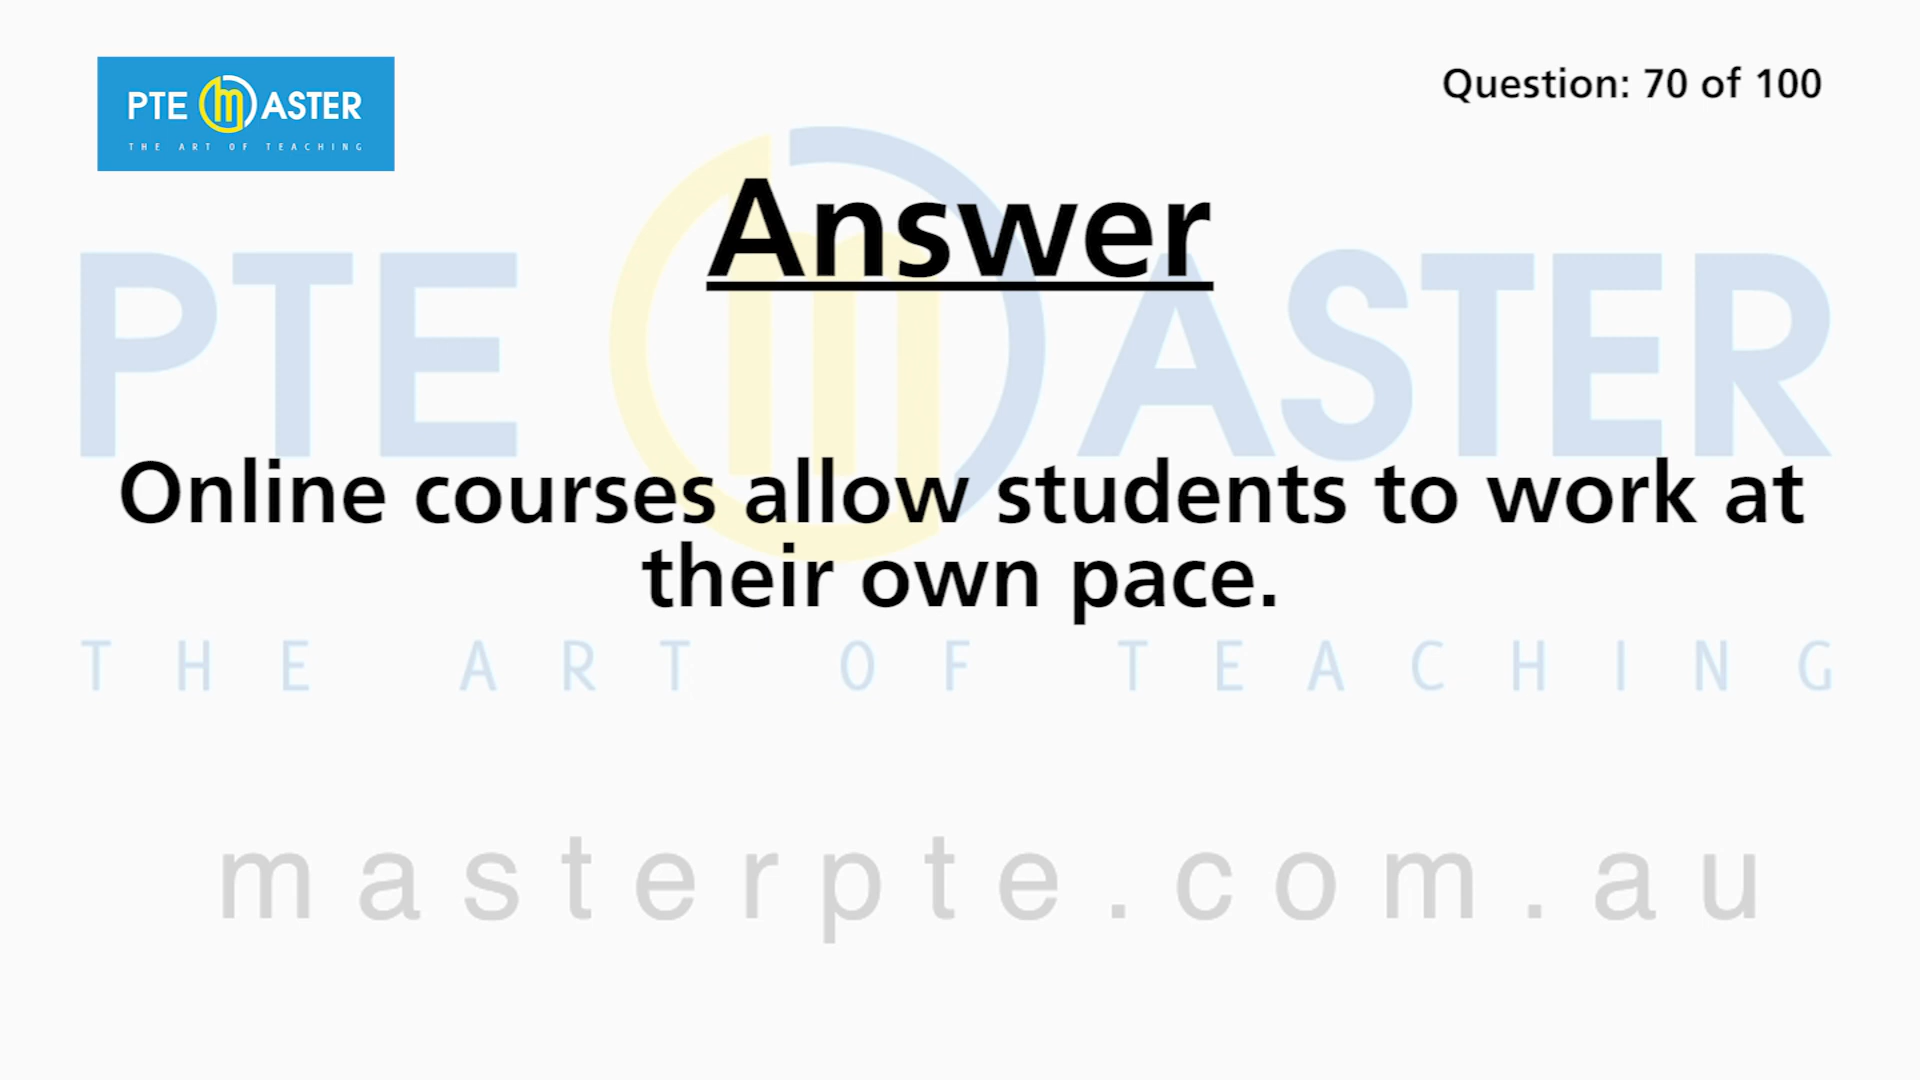 PTE MASTER
THE ART OF TEACHING
Question: 70 of 100
Answer
PTE MASTER
Online courses allow students to work at
their own pace.
THE ART OF TEACHING
masterpte.com.au